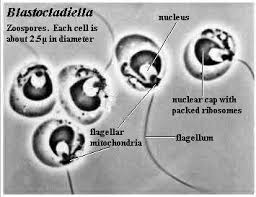 Blastocladiella
Zoospores. Each cell is
about 2.5µ in diameter
nucleus
nuclear cap with
packed ribosomes
flagellar
mitochondria
flagellum